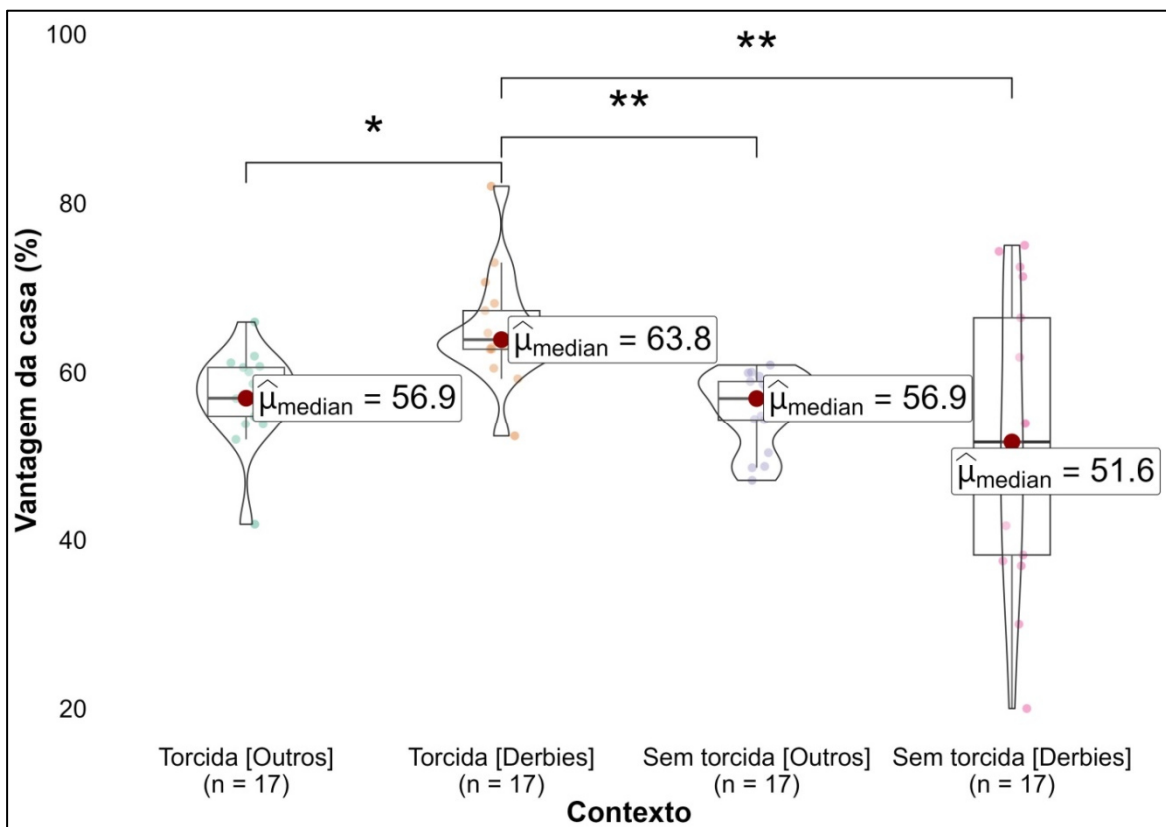 100
**
**
*
80
Vantagem da casa (%)
μ̂median = 63.8
60
μ̂median = 56.9
μ̂median = 56.9
μ̂median = 51.6
40
20
Torcida [Outros]
(n = 17)
Torcida [Derbies]
(n = 17)
Sem torcida [Outros]
(n = 17)
Sem torcida [Derbies]
(n = 17)
Contexto